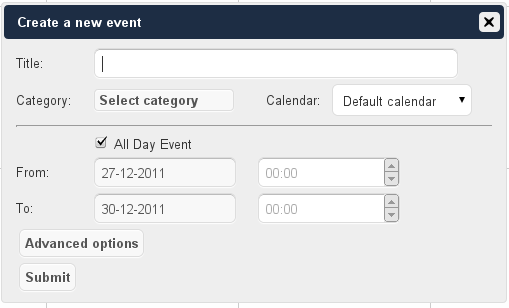 Create a new event
Title:
Category: Select category Calendar: Default calendar
All Day Event
From: 27-12-2011 00:00
To: 30-12-2011 00:00
Advanced options
Submit